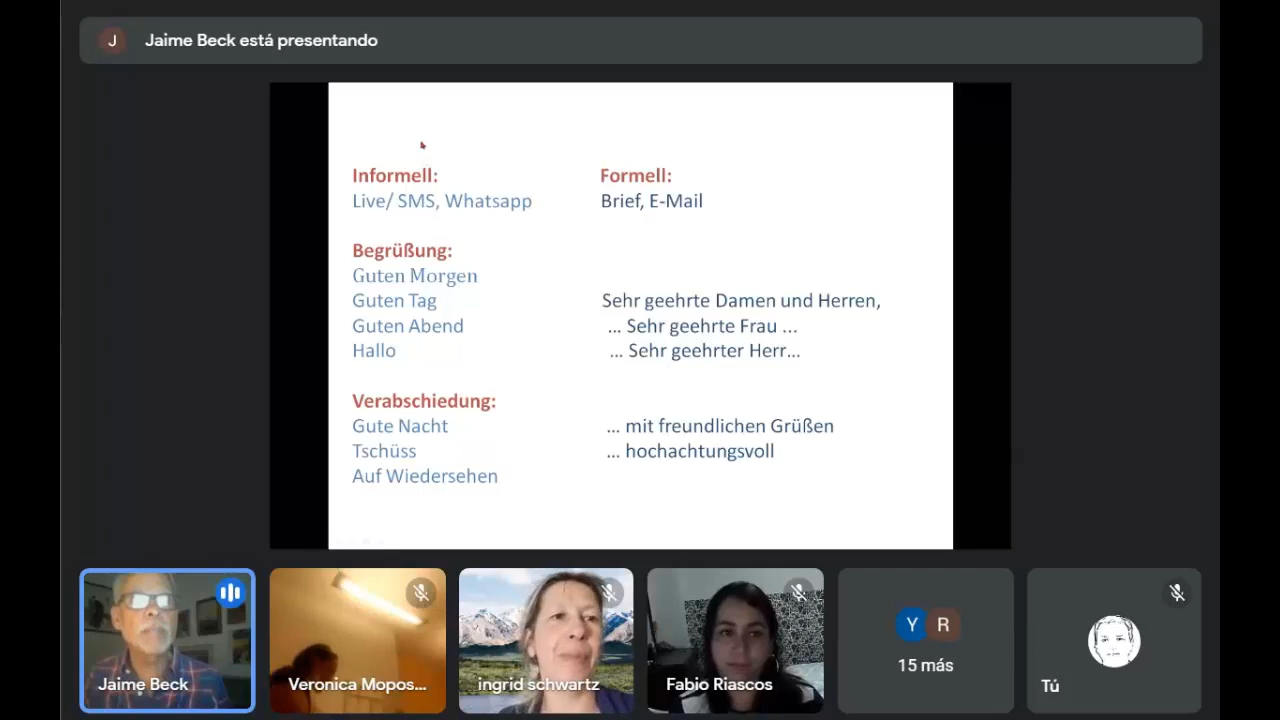 J Jaime Beck está presentando
Informell: Formell:
Live/ SMS, Whatsapp Brief, E-Mail
Begrüßung:
Guten Morgen
Guten Tag Sehr geehrte Damen und Herren,
Guten Abend ... Sehr geehrte Frau ...
Hallo ... Sehr geehrter Herr...
Verabschiedung:
Gute Nacht ... mit freundlichen Grüßen
Tschüss ... hochachtungsvoll
Auf Wiedersehen
Y R
15 más
Jaime Beck Veronica Mopos... ingrid schwartz Fabio Riascos Tú